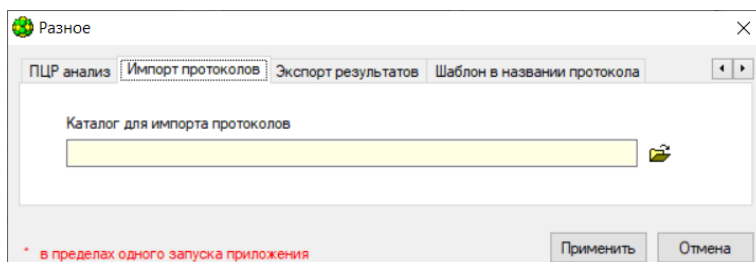 Разное
ПЦР анализ Импорт протоколов Экспорт результатов Шаблон в названии протокола
Каталог для импорта протоколов
* в пределах одного запуска приложения
Применить Отмена